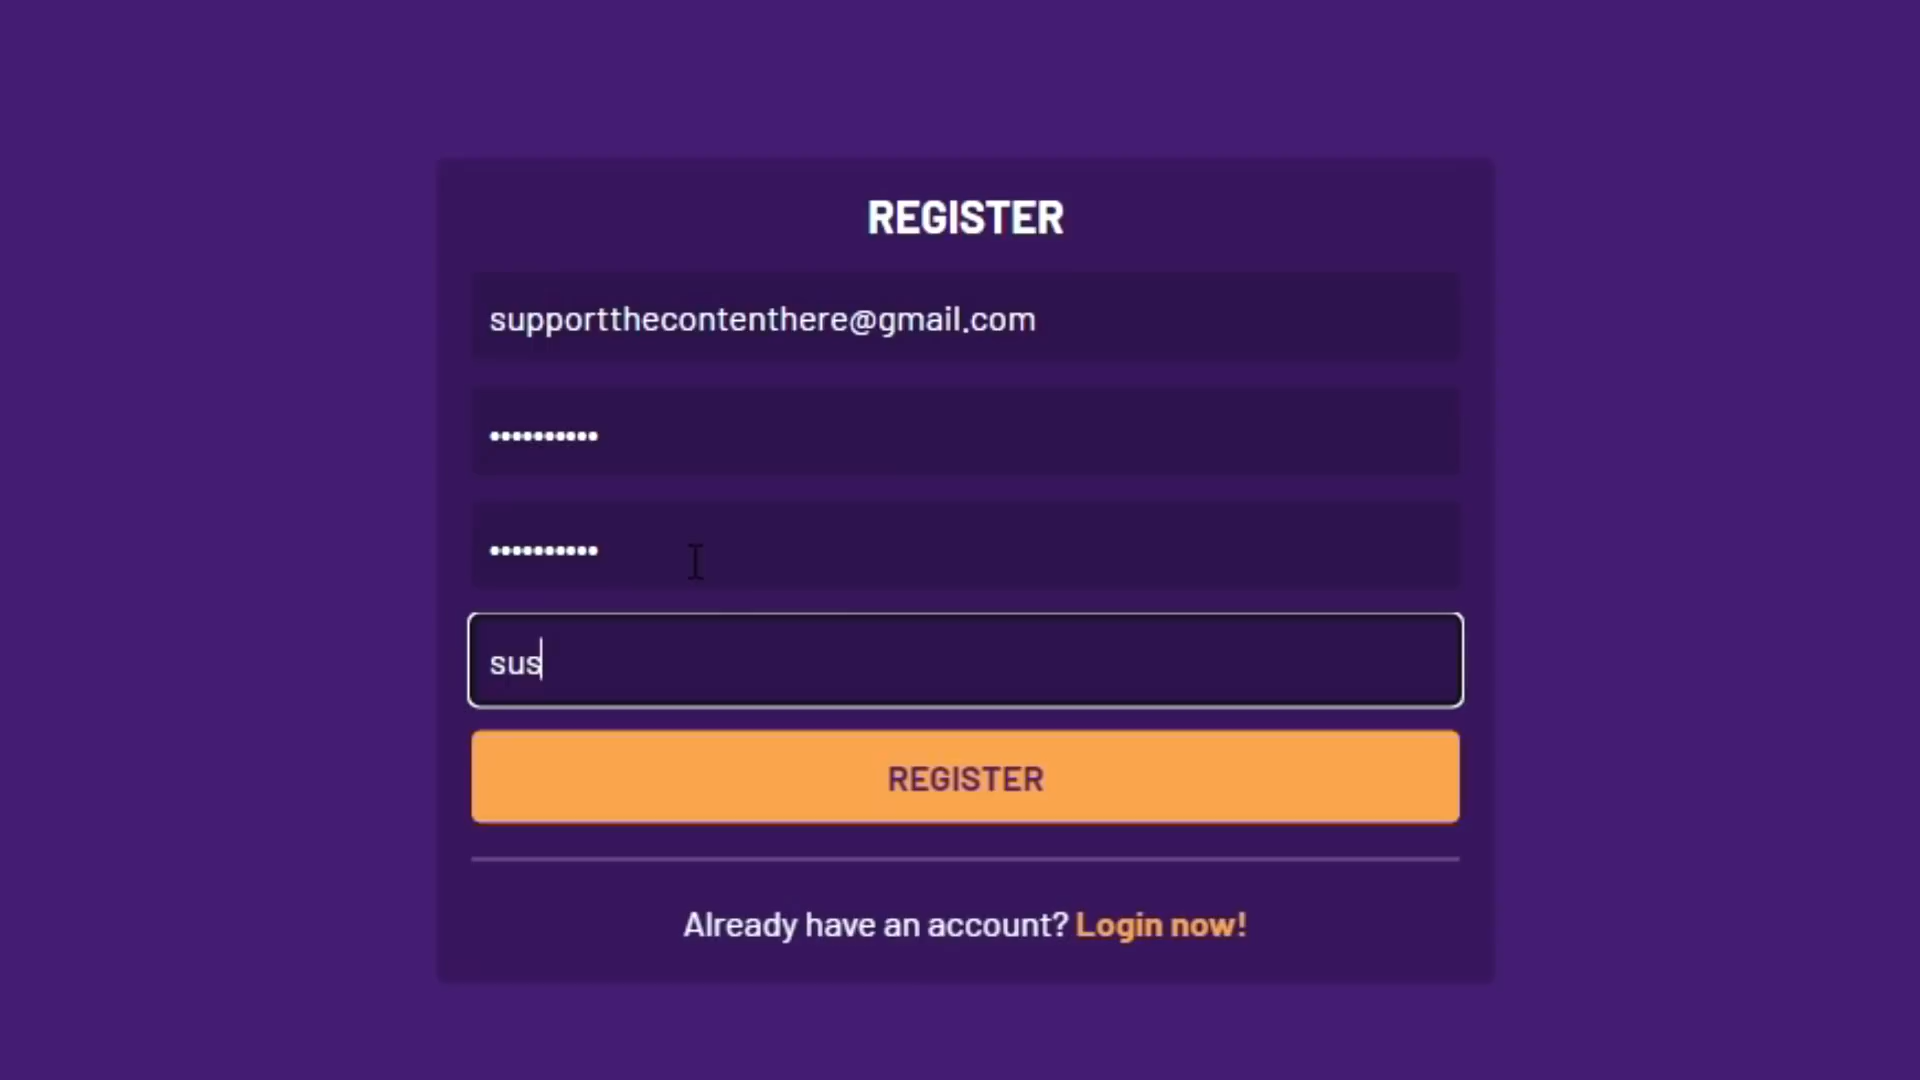 REGISTER
supportthecontenthere@gmail.com
••••••••••
••••••••••
sus
REGISTER
Already have an account? Login now!